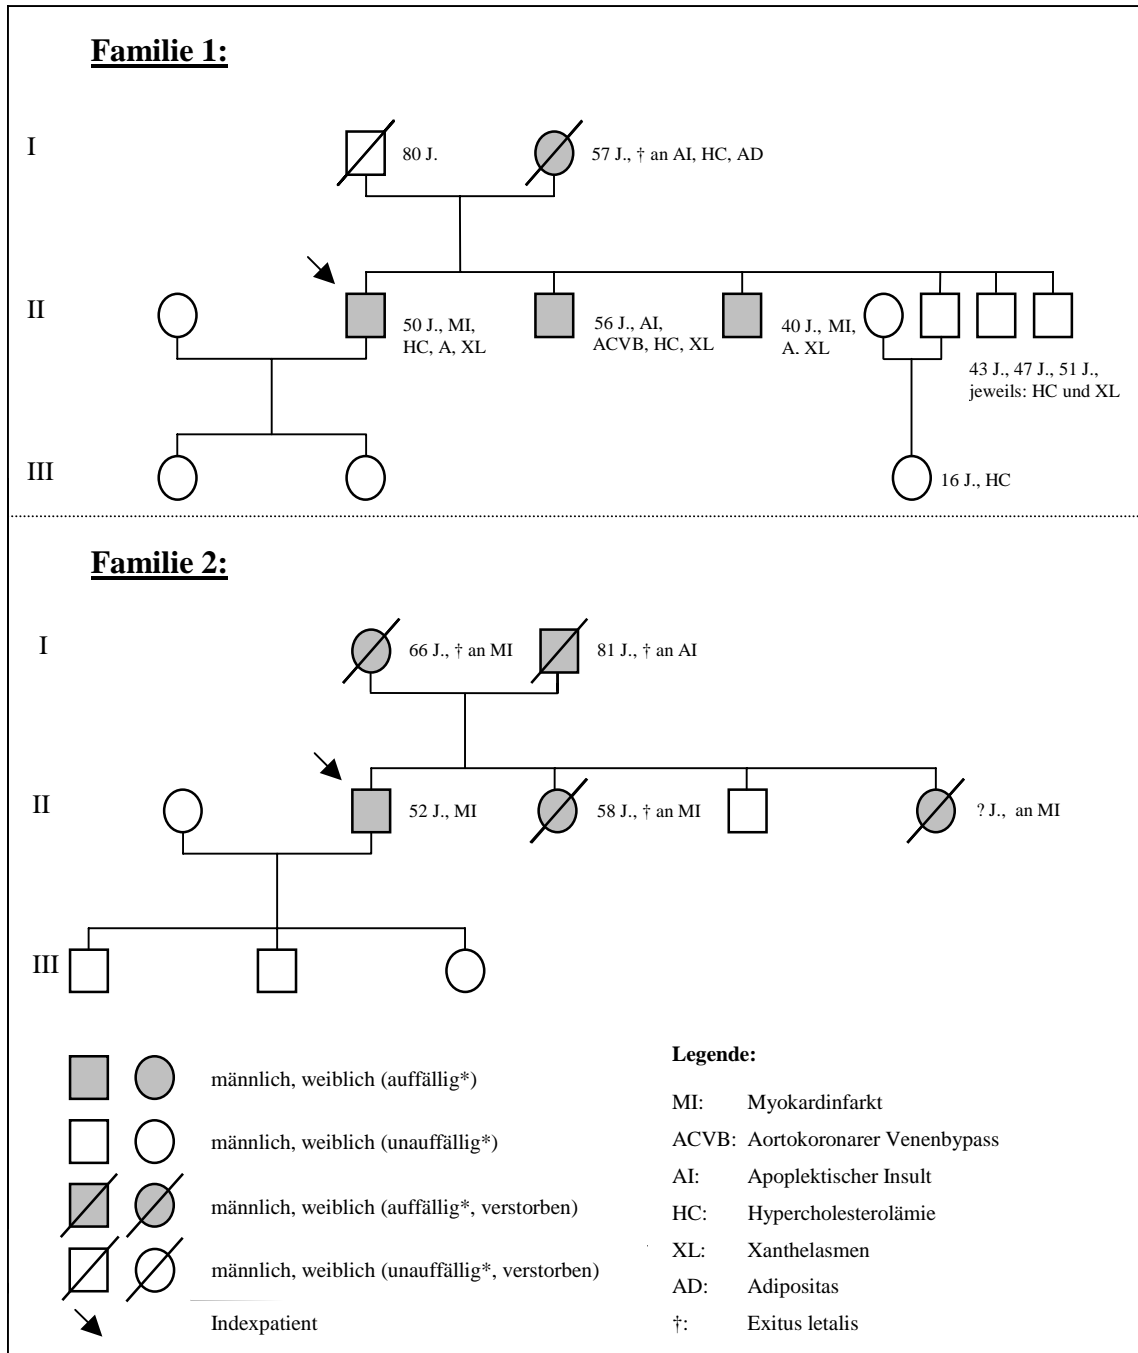 Familie 1:
I
80 J.
57 J., † an AI, HC, AD
II
50 J., MI,
HC, A, XL
56 J., AI,
ACVB, HC, XL
40 J., MI,
A. XL
43 J., 47 J., 51 J.,
jeweils: HC und XL
III
16 J., HC
Familie 2:
I
66 J., † an MI
81 J., † an AI
II
52 J., MI
58 J., † an MI
? J., an MI
III
männlich, weiblich (auffällig*)
männlich, weiblich (unauffällig*)
männlich, weiblich (auffällig*, verstorben)
männlich, weiblich (unauffällig*, verstorben)
Indexpatient
Legende:
MI: Myokardinfarkt
ACVB: Aortokoronarer Venenbypass
AI: Apoplektischer Insult
HC: Hypercholesterolämie
XL: Xanthelasmen
AD: Adipositas
†: Exitus letalis